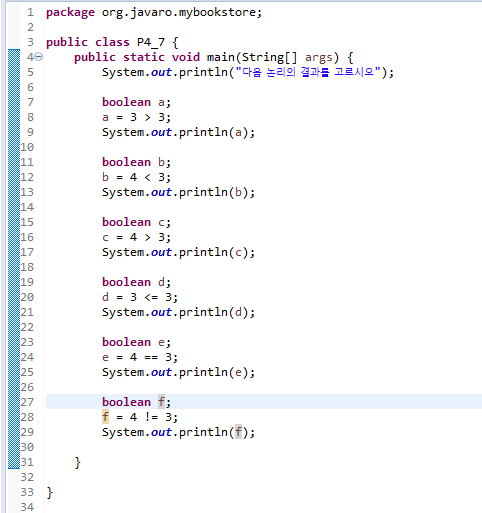 1 package org.javaro.mybookstore;
2
3 public class P4_7 {
4     public static void main(String[] args) {
5         System.out.println("다음 논리의 결과를 고르시오");
6
7         boolean a;
8         a = 3 > 3;
9         System.out.println(a);
10
11         boolean b;
12         b = 4 < 3;
13         System.out.println(b);
14
15         boolean c;
16         c = 4 > 3;
17         System.out.println(c);
18
19         boolean d;
20         d = 3 <= 3;
21         System.out.println(d);
22
23         boolean e;
24         e = 4 == 3;
25         System.out.println(e);
26
27         boolean f;
28         f = 4 != 3;
29         System.out.println(f);
30
31     }
32
33 }
34